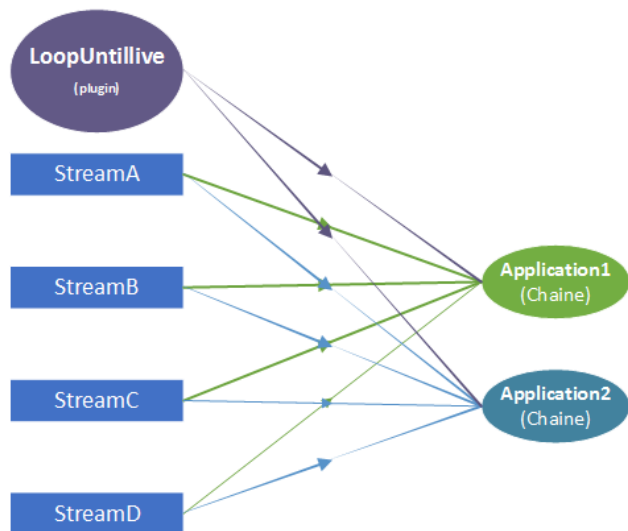 LoopUntillive
(plugin)
StreamA
StreamB
StreamC
StreamD
Application1
(Chaine)
Application2
(Chaine)